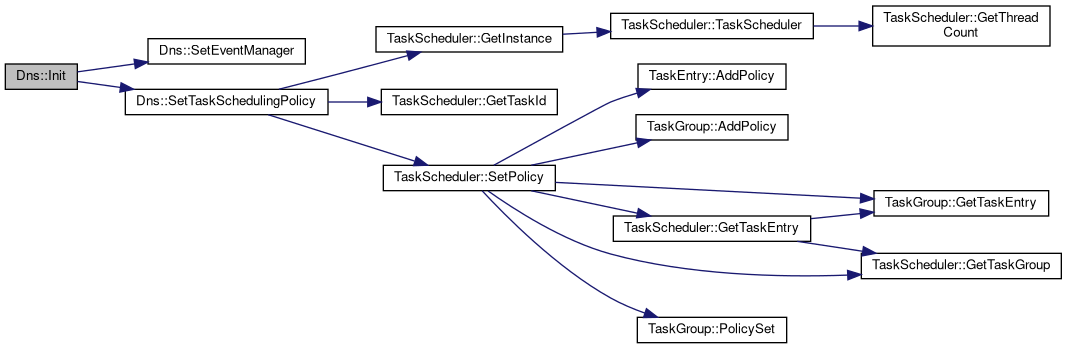 Dns::Init
Dns::SetEventManager
Dns::SetTaskSchedulingPolicy
TaskScheduler::GetInstance
TaskScheduler::GetTaskId
TaskScheduler::SetPolicy
TaskScheduler::TaskScheduler
TaskScheduler::GetThread
Count
TaskEntry::AddPolicy
TaskGroup::AddPolicy
TaskGroup::GetTaskEntry
TaskScheduler::GetTaskEntry
TaskScheduler::GetTaskGroup
TaskGroup::PolicySet